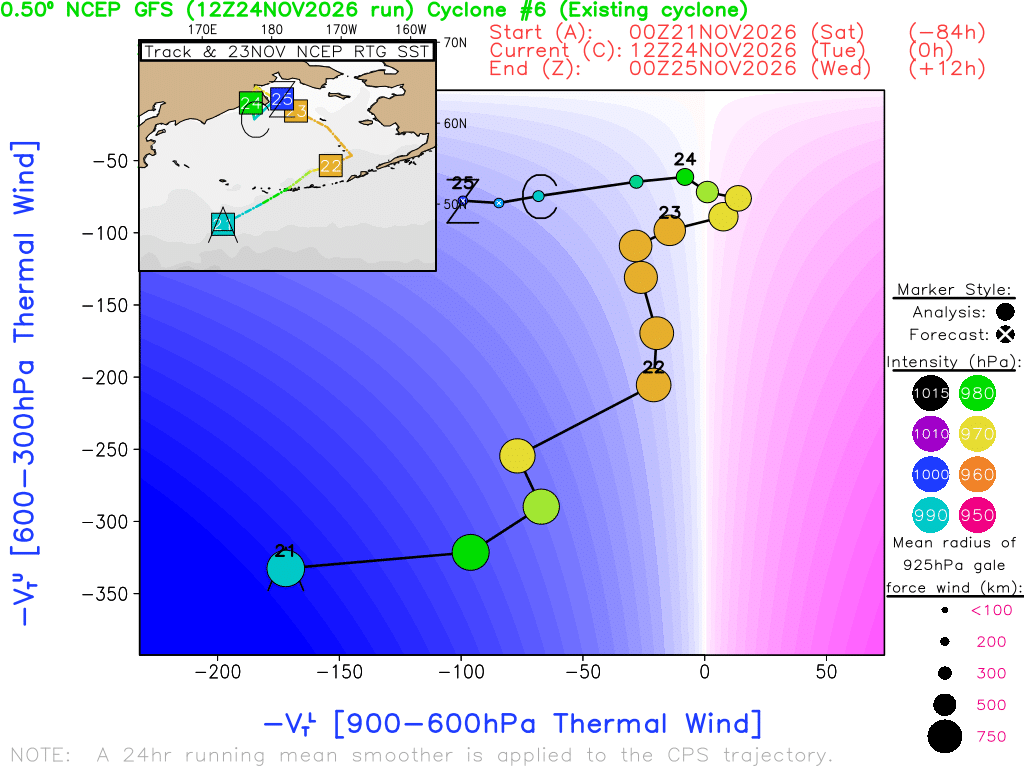 0.50° NCEP GFS (12Z24NOV2026 run) Cyclone #6 (Existing cyclone)
Start (A): 00Z21NOV2026 (Sat) (−84h)
Current (C): 12Z24NOV2026 (Tue) (0h)
End (Z): 00Z25NOV2026 (Wed) (+12h)
170E 180 170W 160W
Track & 23NOV NCEP RTG SST
70N
60N
50N
24 25 23
22
21
−50
−100
−150
−200
−250
−300
−350
−V_T^U [600−300hPa Thermal Wind]
24
25
23
22
21
A
C
Z
−200 −150 −100 −50 0 50
−V_T^L [900−600hPa Thermal Wind]
Marker Style:
Analysis:
Forecast:
Intensity (hPa):
1015 980
1010 970
1000 960
990 950
Mean radius of
925hPa gale
force wind (km):
<100
200
300
500
750
NOTE: A 24hr running mean smoother is applied to the CPS trajectory.